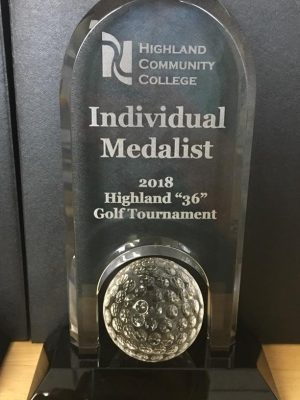 HIGHLAND
COMMUNITY
COLLEGE
Individual
Medalist
2018
Highland "36"
Golf Tournament